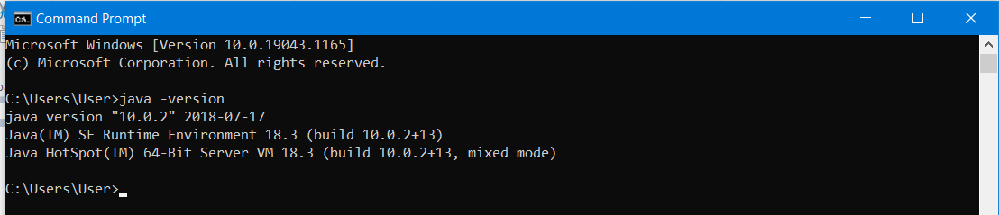 Command Prompt
Microsoft Windows [Version 10.0.19043.1165]
(c) Microsoft Corporation. All rights reserved.
C:\Users\User>java -version
java version "10.0.2" 2018-07-17
Java(TM) SE Runtime Environment 18.3 (build 10.0.2+13)
Java HotSpot(TM) 64-Bit Server VM 18.3 (build 10.0.2+13, mixed mode)
C:\Users\User>